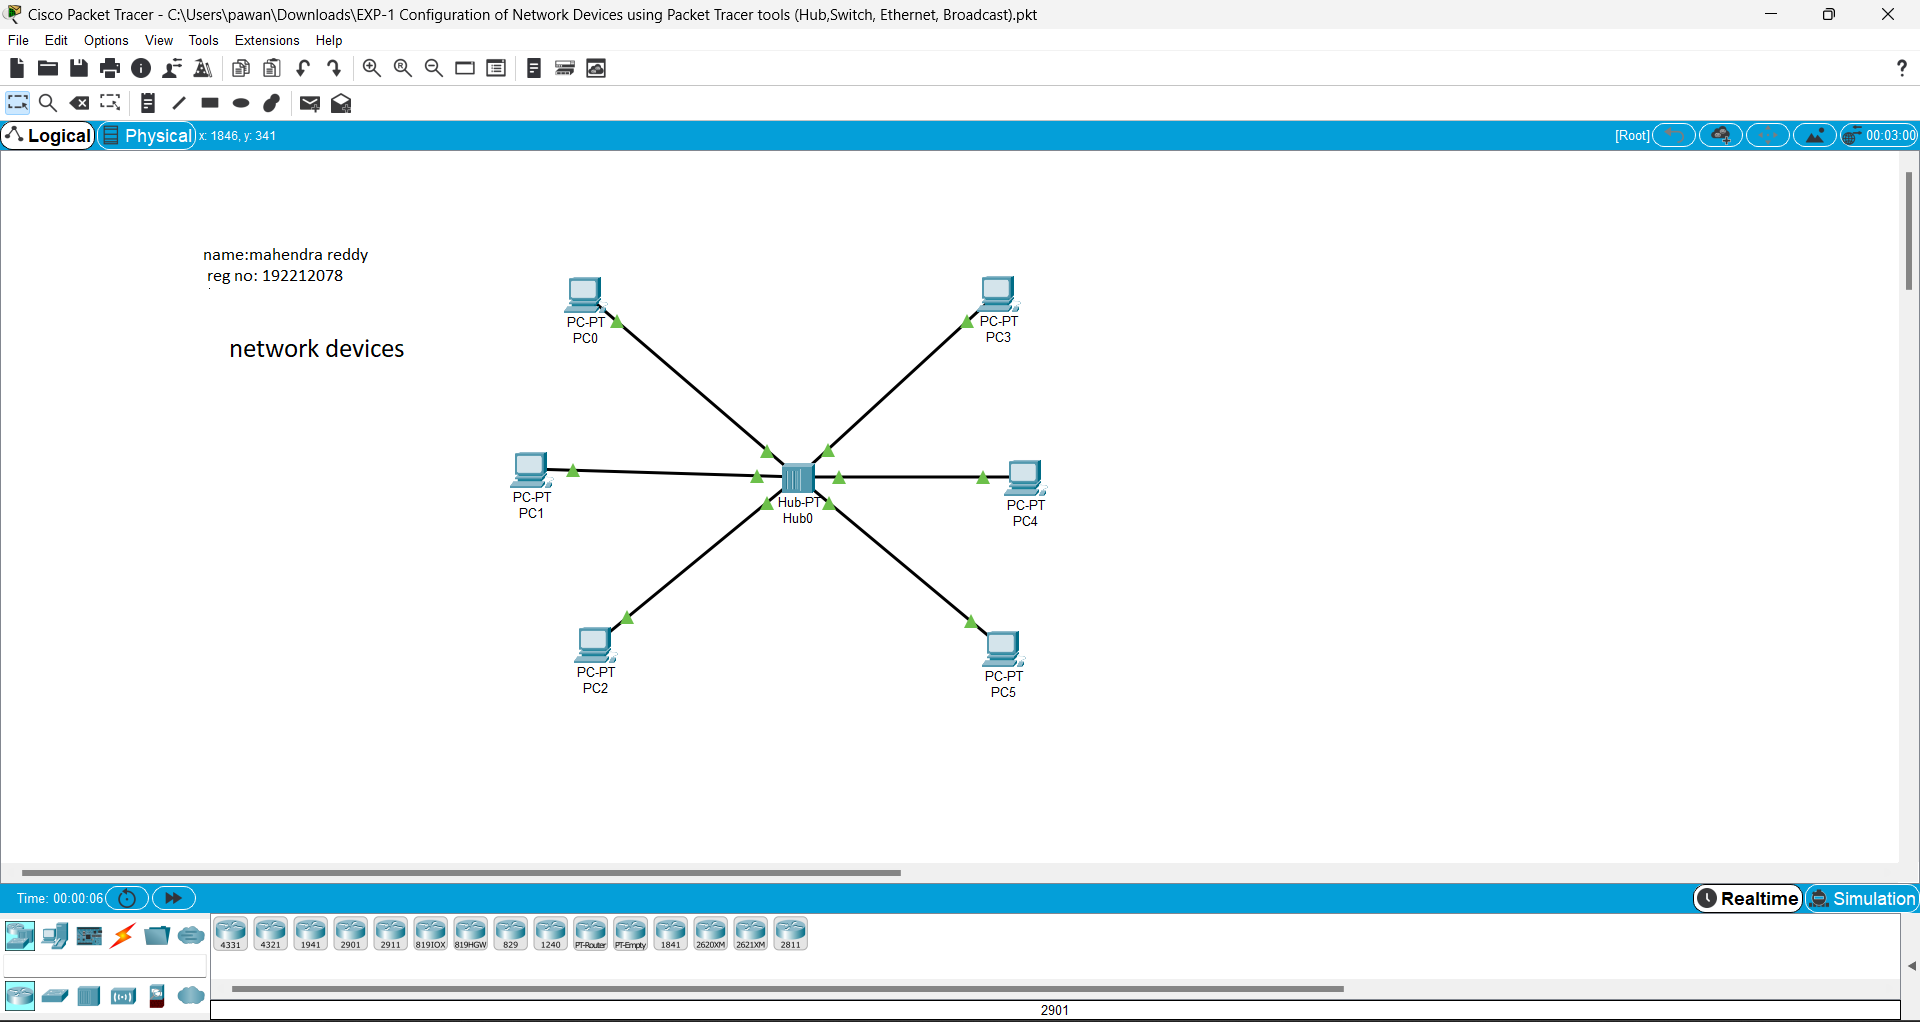 Cisco Packet Tracer - C:\Users\pawan\Downloads\EXP-1 Configuration of Network Devices using Packet Tracer tools (Hub,Switch, Ethernet, Broadcast).pkt
File Edit Options View Tools Extensions Help
Logical Physical x: 1846, y: 341 [Root] 00:03:00
name:mahendra reddy
reg no: 192212078
network devices
PC-PT
PC0
PC-PT
PC3
PC-PT
PC1
Hub-PT
Hub0
PC-PT
PC4
PC-PT
PC2
PC-PT
PC5
Time: 00:00:06 Realtime Simulation
4331 4321 1941 2901 2911 819IOX 819HGW 829 1240 PT-Router PT-Empty 1841 2620XM 2621XM 2811
2901